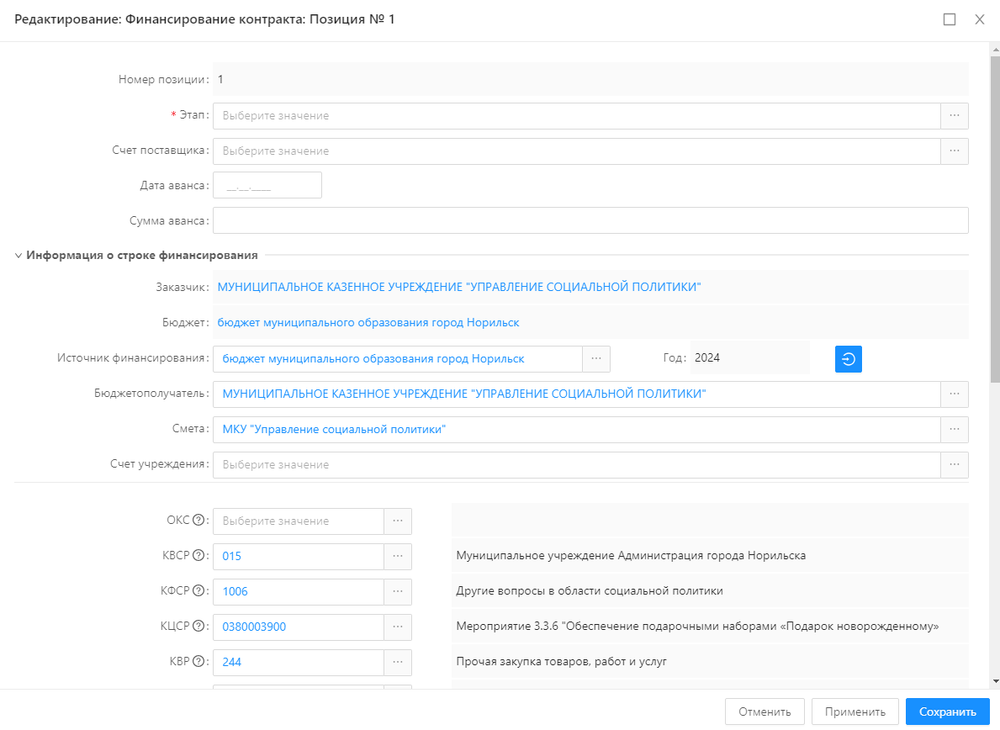 Редактирование: Финансирование контракта: Позиция № 1
Номер позиции: 1
* Этап: Выберите значение ...
Счет поставщика: Выберите значение ...
Дата аванса: __.__.____
Сумма аванса:
Информация о строке финансирования
Заказчик: МУНИЦИПАЛЬНОЕ КАЗЕННОЕ УЧРЕЖДЕНИЕ "УПРАВЛЕНИЕ СОЦИАЛЬНОЙ ПОЛИТИКИ"
Бюджет: бюджет муниципального образования город Норильск
Источник финансирования: бюджет муниципального образования город Норильск ... Год: 2024
Бюджетополучатель: МУНИЦИПАЛЬНОЕ КАЗЕННОЕ УЧРЕЖДЕНИЕ "УПРАВЛЕНИЕ СОЦИАЛЬНОЙ ПОЛИТИКИ" ...
Смета: МКУ "Управление социальной политики" ...
Счет учреждения: Выберите значение ...
ОКС ?: Выберите значение ...
КВСР ?: 015 ... Муниципальное учреждение Администрация города Норильска
КФСР ?: 1006 ... Другие вопросы в области социальной политики
КЦСР ?: 0380003900 ... Мероприятие 3.3.6 "Обеспечение подарочными наборами «Подарок новорожденному»
КВР ?: 244 ... Прочая закупка товаров, работ и услуг
Отменить Применить Сохранить